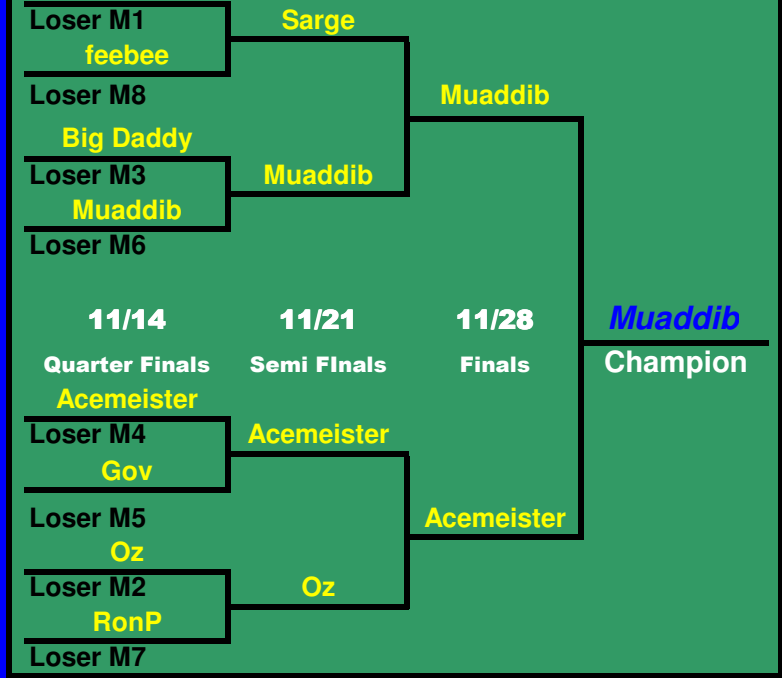 Loser M1
Sarge
feebee
Loser M8
Muaddib
Big Daddy
Loser M3
Muaddib
Muaddib
Loser M6
11/14
11/21
11/28
Muaddib
Quarter Finals
Semi FInals
Finals
Champion
Acemeister
Loser M4
Acemeister
Gov
Loser M5
Acemeister
Oz
Loser M2
Oz
RonP
Loser M7